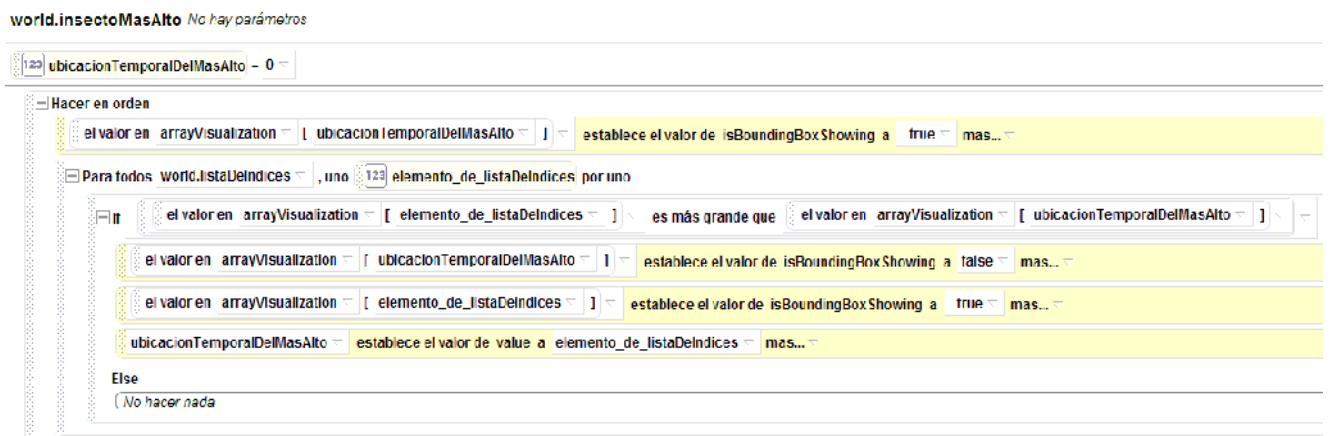 world.insectoMasAlto No hay parámetros
123 ubicacionTemporalDelMasAlto = 0
Hacer en orden
el valor en arrayVisualization [ ubicacionTemporalDelMasAlto ] establece el valor de isBoundingBoxShowing a true mas...
Para todos world.listaDeIndices , uno 123 elemento_de_listaDeIndices por uno
If el valor en arrayVisualization [ elemento_de_listaDeIndices ] es más grande que el valor en arrayVisualization [ ubicacionTemporalDelMasAlto ]
el valor en arrayVisualization [ ubicacionTemporalDelMasAlto ] establece el valor de isBoundingBoxShowing a false mas...
el valor en arrayVisualization [ elemento_de_listaDeIndices ] establece el valor de isBoundingBoxShowing a true mas...
ubicacionTemporalDelMasAlto establece el valor de value a elemento_de_listaDeIndices mas...
Else
No hacer nada